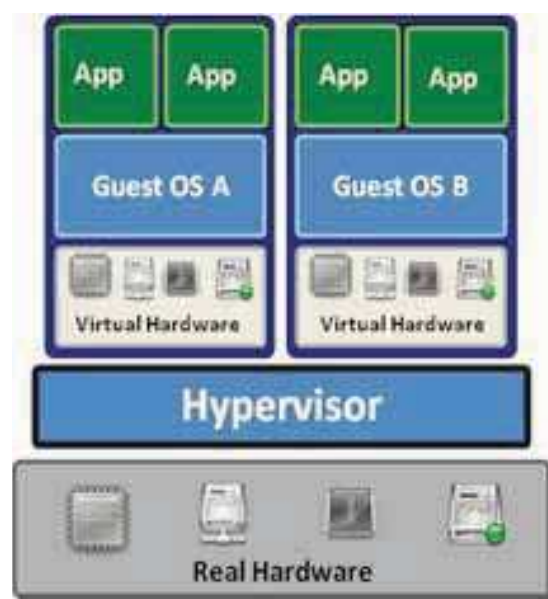 App App App App
Guest OS A Guest OS B
Virtual Hardware Virtual Hardware
Hypervisor
Real Hardware